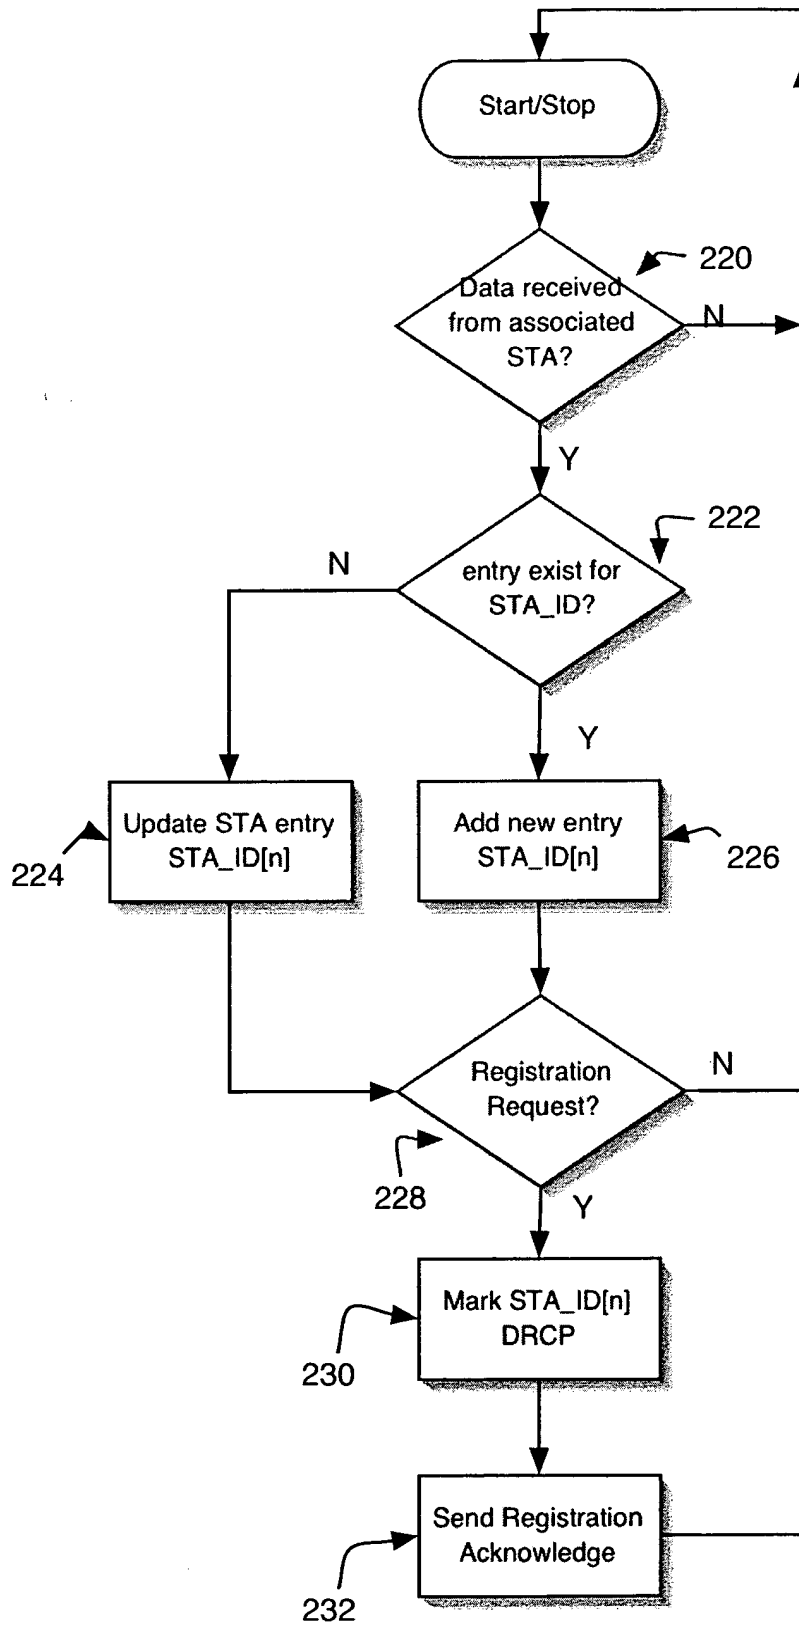 Start/Stop
220
Data received
from associated
STA?
N
Y
222
entry exist for
STA_ID?
N
Y
Update STA entry
STA_ID[n]
224
Add new entry
STA_ID[n]
226
Registration
Request?
N
228
Y
Mark STA_ID[n]
DRCP
230
Send Registration
Acknowledge
232